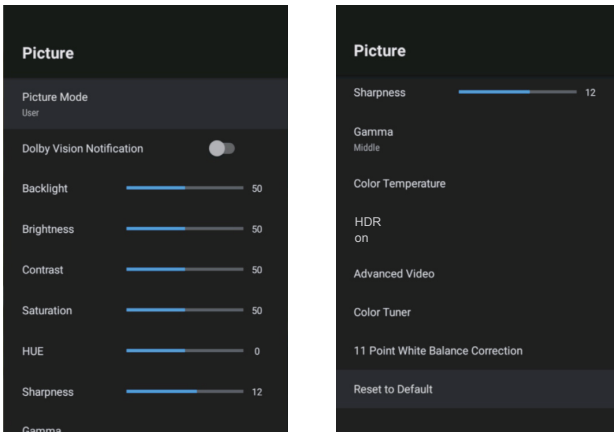 Picture
Picture Mode
User
Dolby Vision Notification
Backlight 50
Brightness 50
Contrast 50
Saturation 50
HUE 0
Sharpness 12
Gamma
Picture
Sharpness 12
Gamma
Middle
Color Temperature
HDR
on
Advanced Video
Color Tuner
11 Point White Balance Correction
Reset to Default